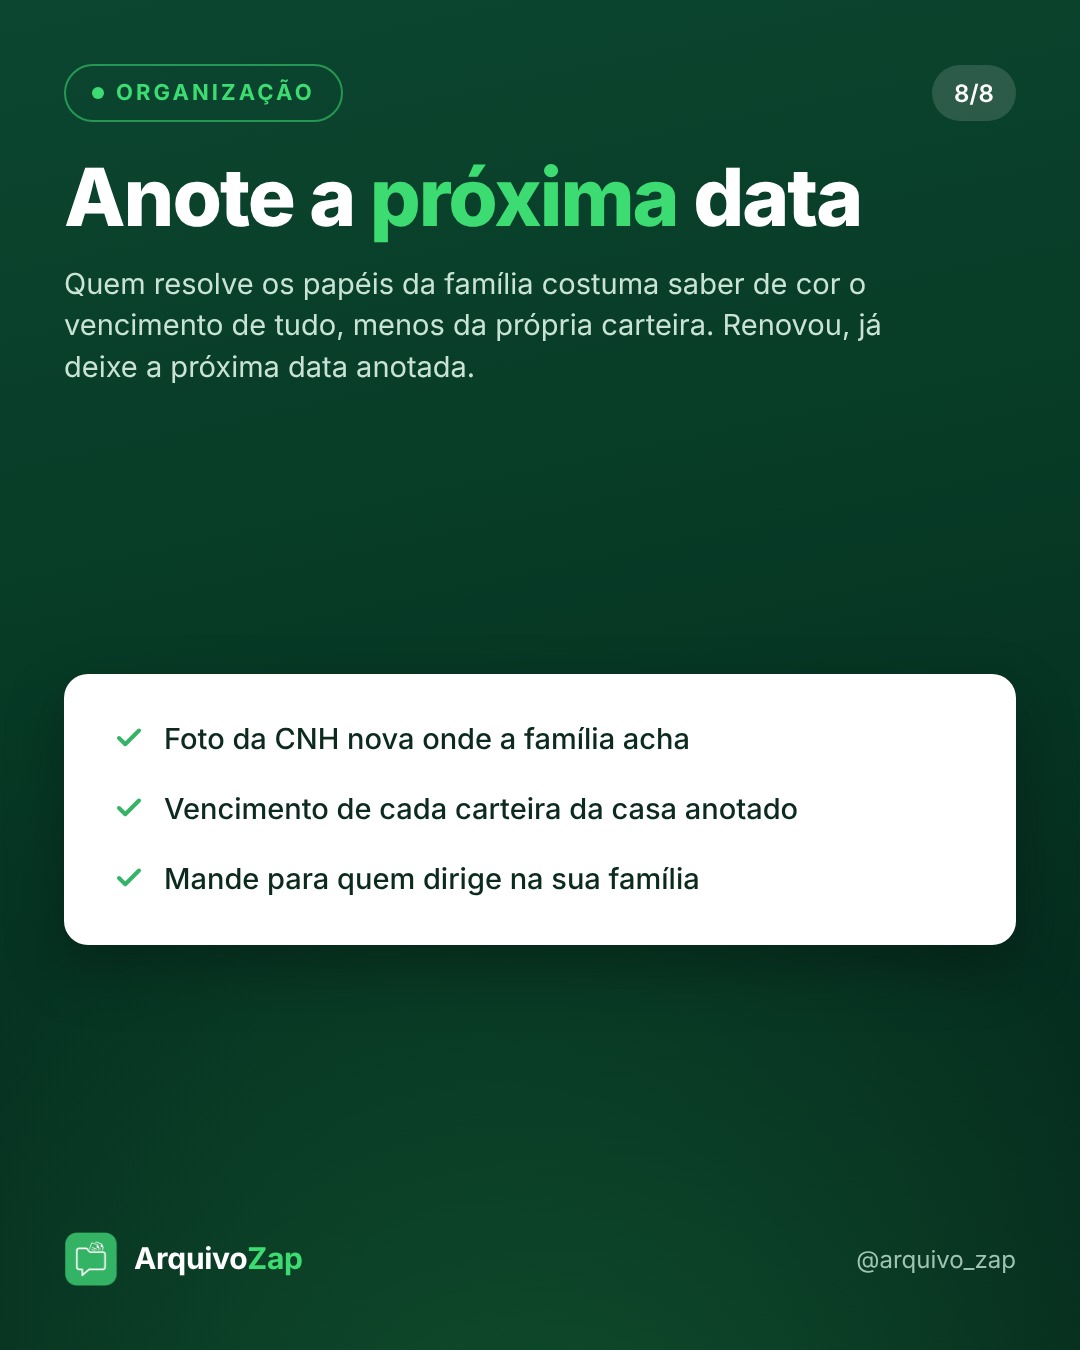 ORGANIZAÇÃO
8/8
Anote a próxima data
Quem resolve os papéis da família costuma saber de cor o
vencimento de tudo, menos da própria carteira. Renovou, já
deixe a próxima data anotada.
Foto da CNH nova onde a família acha
Vencimento de cada carteira da casa anotado
Mande para quem dirige na sua família
ArquivoZap
@arquivo_zap